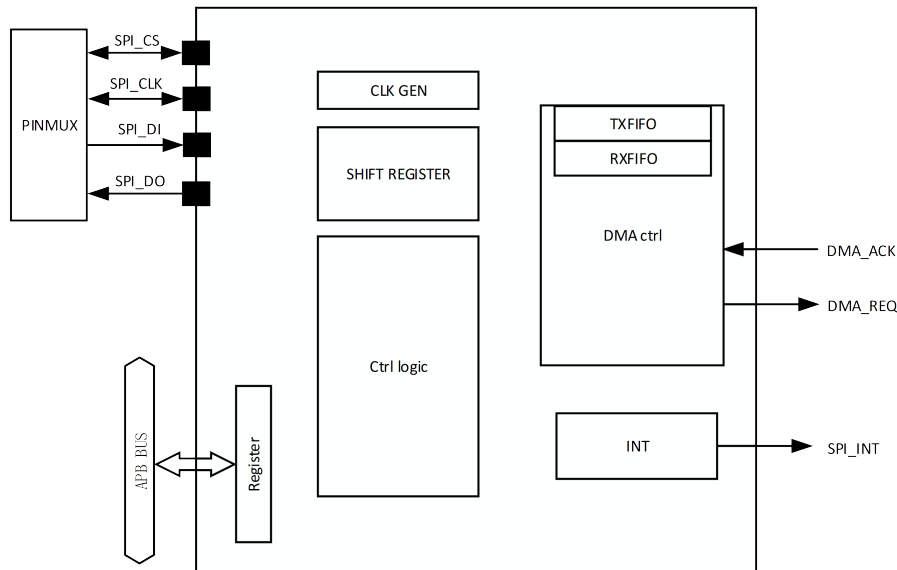 SPI_CS
SPI_CLK
PINMUX
SPI_DI
SPI_DO
CLK GEN
SHIFT REGISTER
Ctrl logic
TXFIFO
RXFIFO
DMA ctrl
DMA_ACK
DMA_REQ
APB BUS
Register
INT
SPI_INT